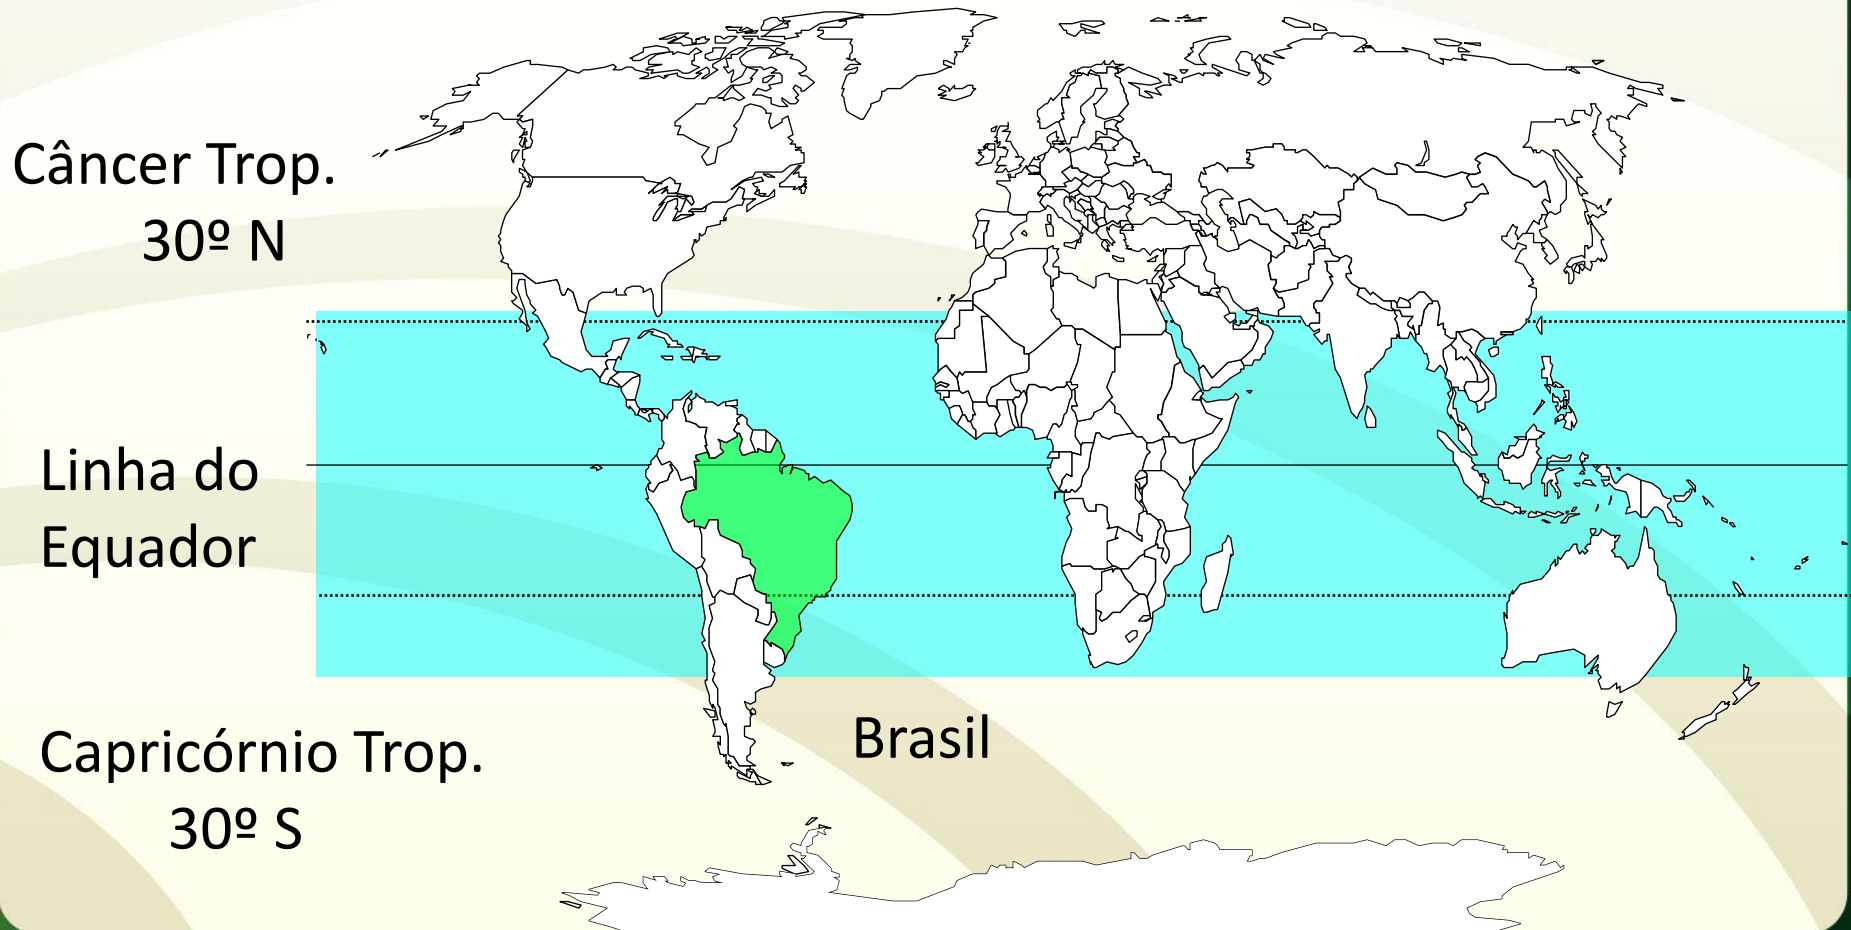 Câncer Trop.
30º N
Linha do
Equador
Brasil
Capricórnio Trop.
30º S